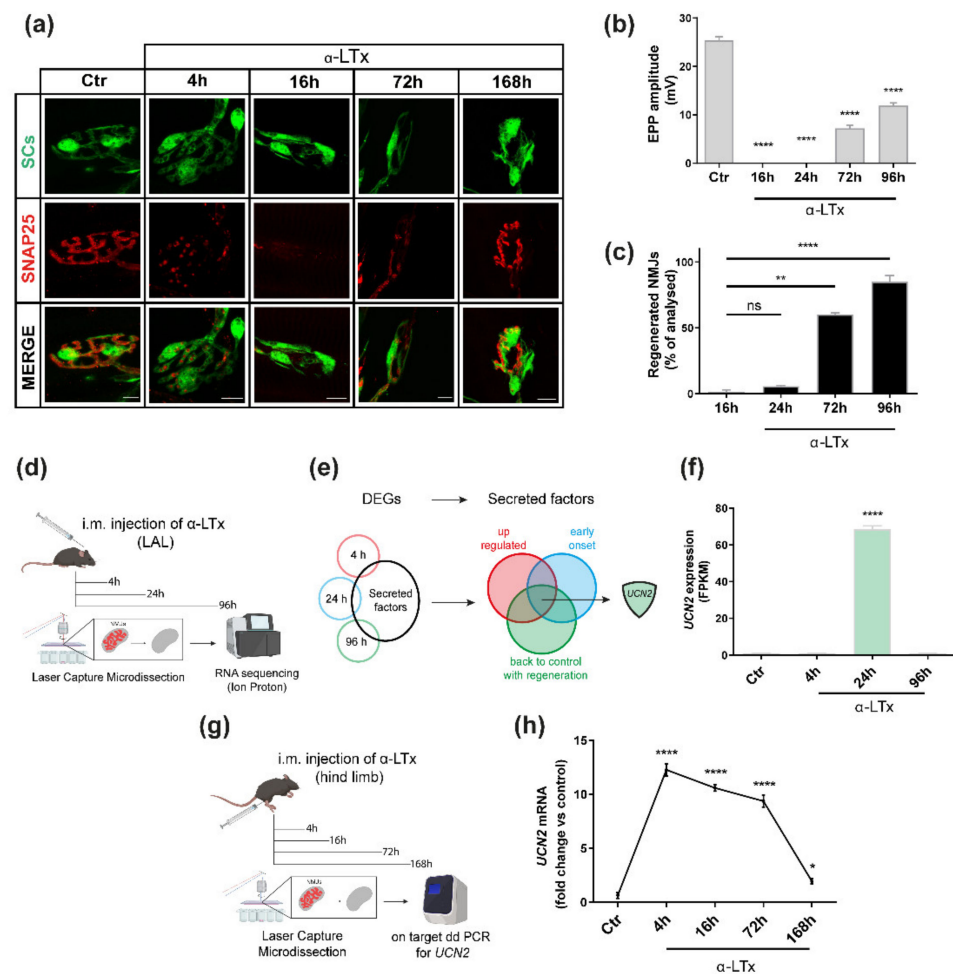 (a)
α-LTx
Ctr 4h 16h 72h 168h
SCs
SNAP25
MERGE
(b)
EPP amplitude
(mV)
30
20
10
0
****
****
****
****
Ctr 16h 24h 72h 96h
α-LTx
(c)
Regenerated NMJs
(% of analysed)
100
50
0
****
**
ns
16h 24h 72h 96h
α-LTx
(d)
i.m. injection of α-LTx
(LAL)
4h
24h
96h
NMJs
Laser Capture Microdissection
RNA sequencing
(Ion Proton)
(e)
DEGs
Secreted factors
4 h
24 h
96 h
Secreted
factors
up
regulated
early
onset
back to control
with regeneration
UCN2
(f)
UCN2 expression
(FPKM)
80
60
40
20
0
****
Ctr 4h 24h 96h
α-LTx
(g)
i.m. injection of α-LTx
(hind limb)
4h
16h
72h
168h
NMJs
Laser Capture
Microdissection
on target dd PCR
for UCN2
(h)
UCN2 mRNA
(fold change vs control)
15
10
5
0
****
****
****
*
Ctr 4h 16h 72h 168h
α-LTx